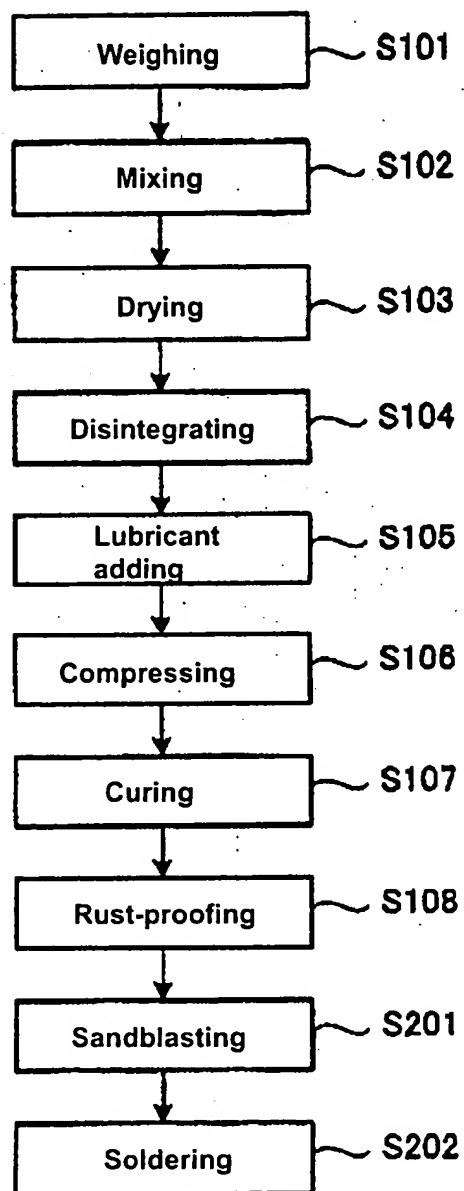 Weighing S101
Mixing S102
Drying S103
Disintegrating S104
Lubricant S105
adding
Compressing S106
Curing S107
Rust-proofing S108
Sandblasting S201
Soldering S202